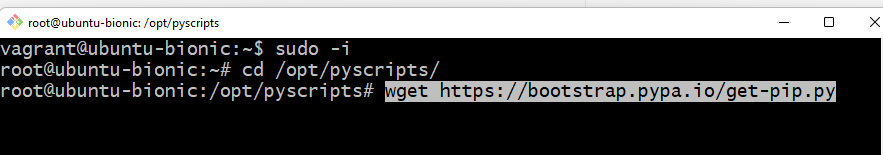 root@ubuntu-bionic: /opt/pyscripts
vagrant@ubuntu-bionic:~$ sudo -i
root@ubuntu-bionic:~# cd /opt/pyscripts/
root@ubuntu-bionic:/opt/pyscripts# wget https://bootstrap.pypa.io/get-pip.py